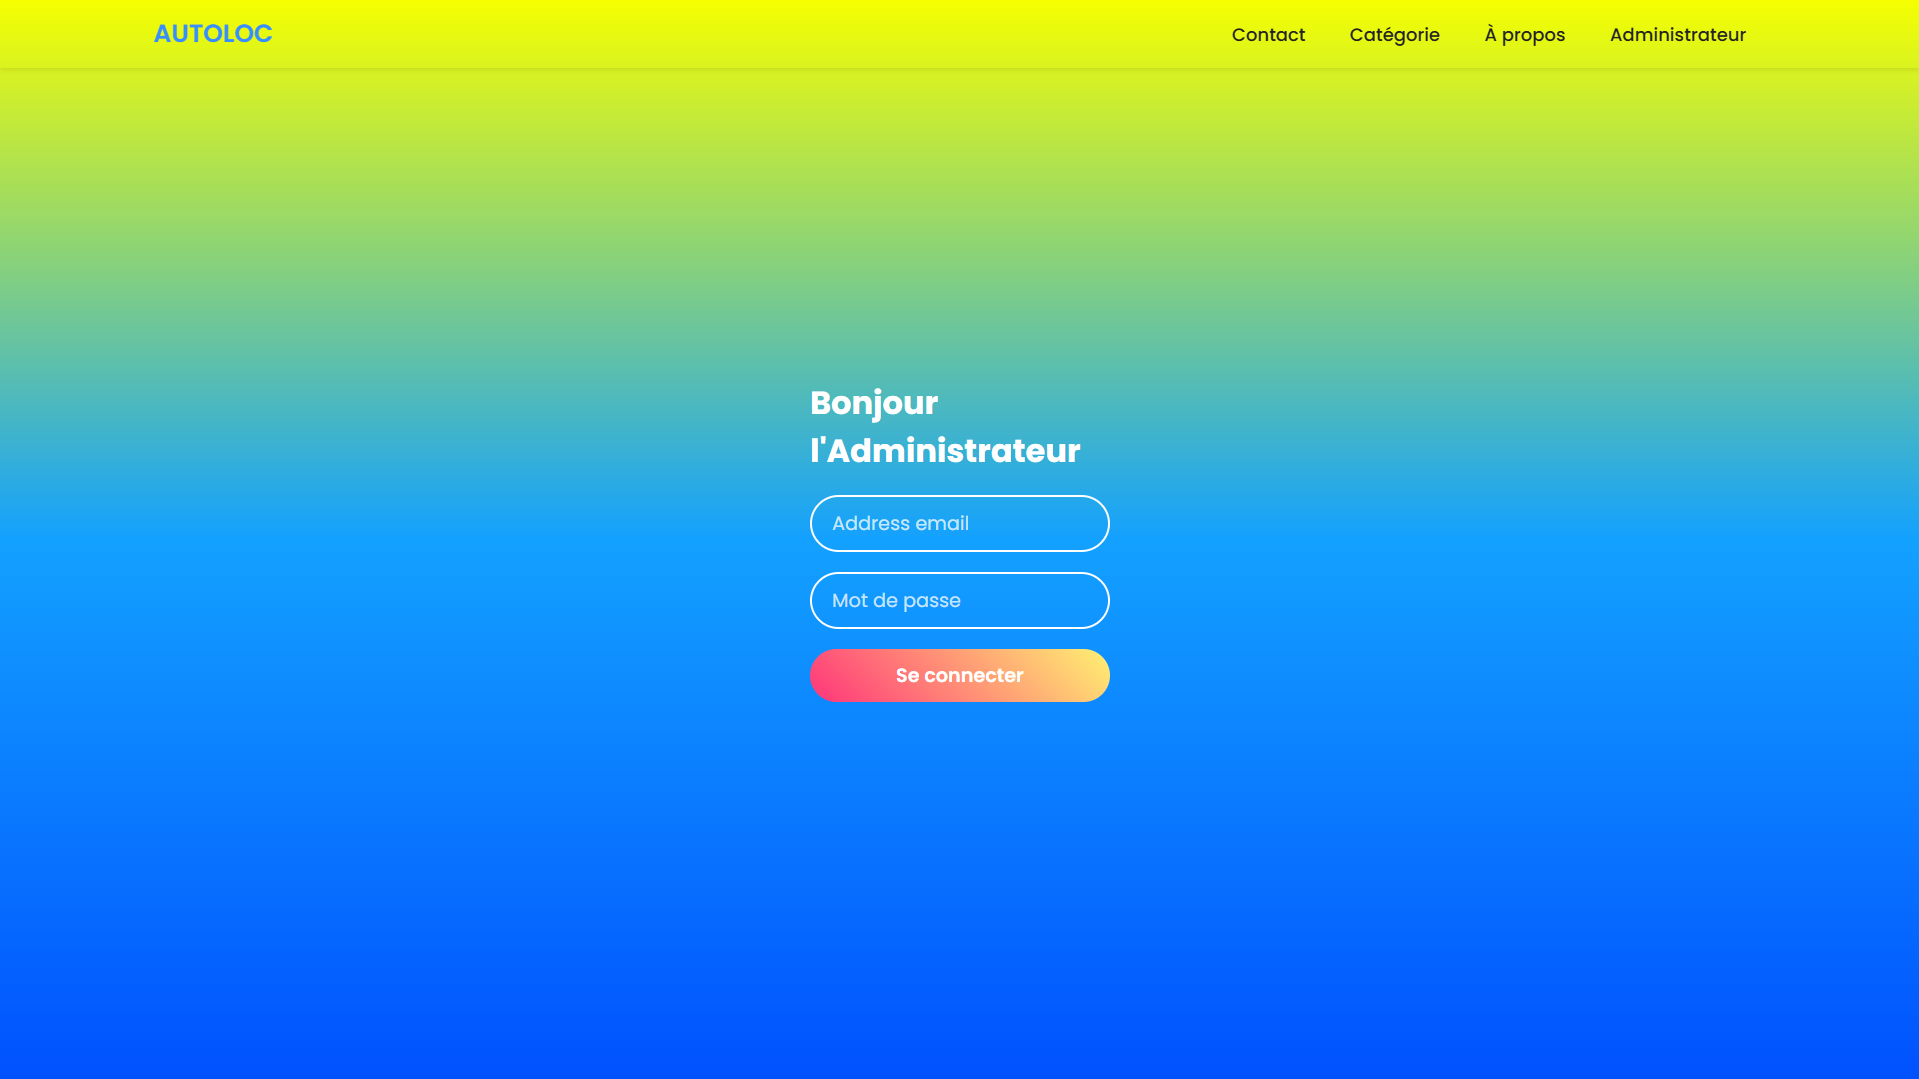 AUTOLOC
Contact Catégorie À propos Administrateur
Bonjour
l'Administrateur
Address email
Mot de passe
Se connecter